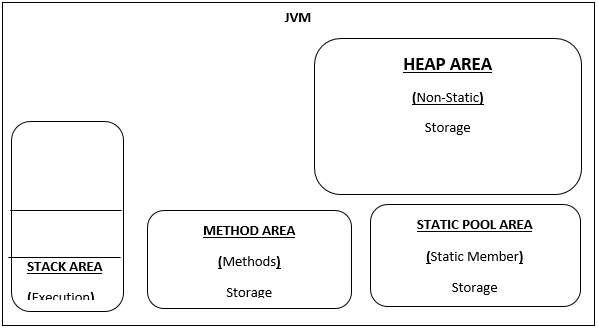 JVM
HEAP AREA
(Non-Static)
Storage
METHOD AREA
(Methods)
Storage
STATIC POOL AREA
(Static Member)
Storage
STACK AREA
(Execution)